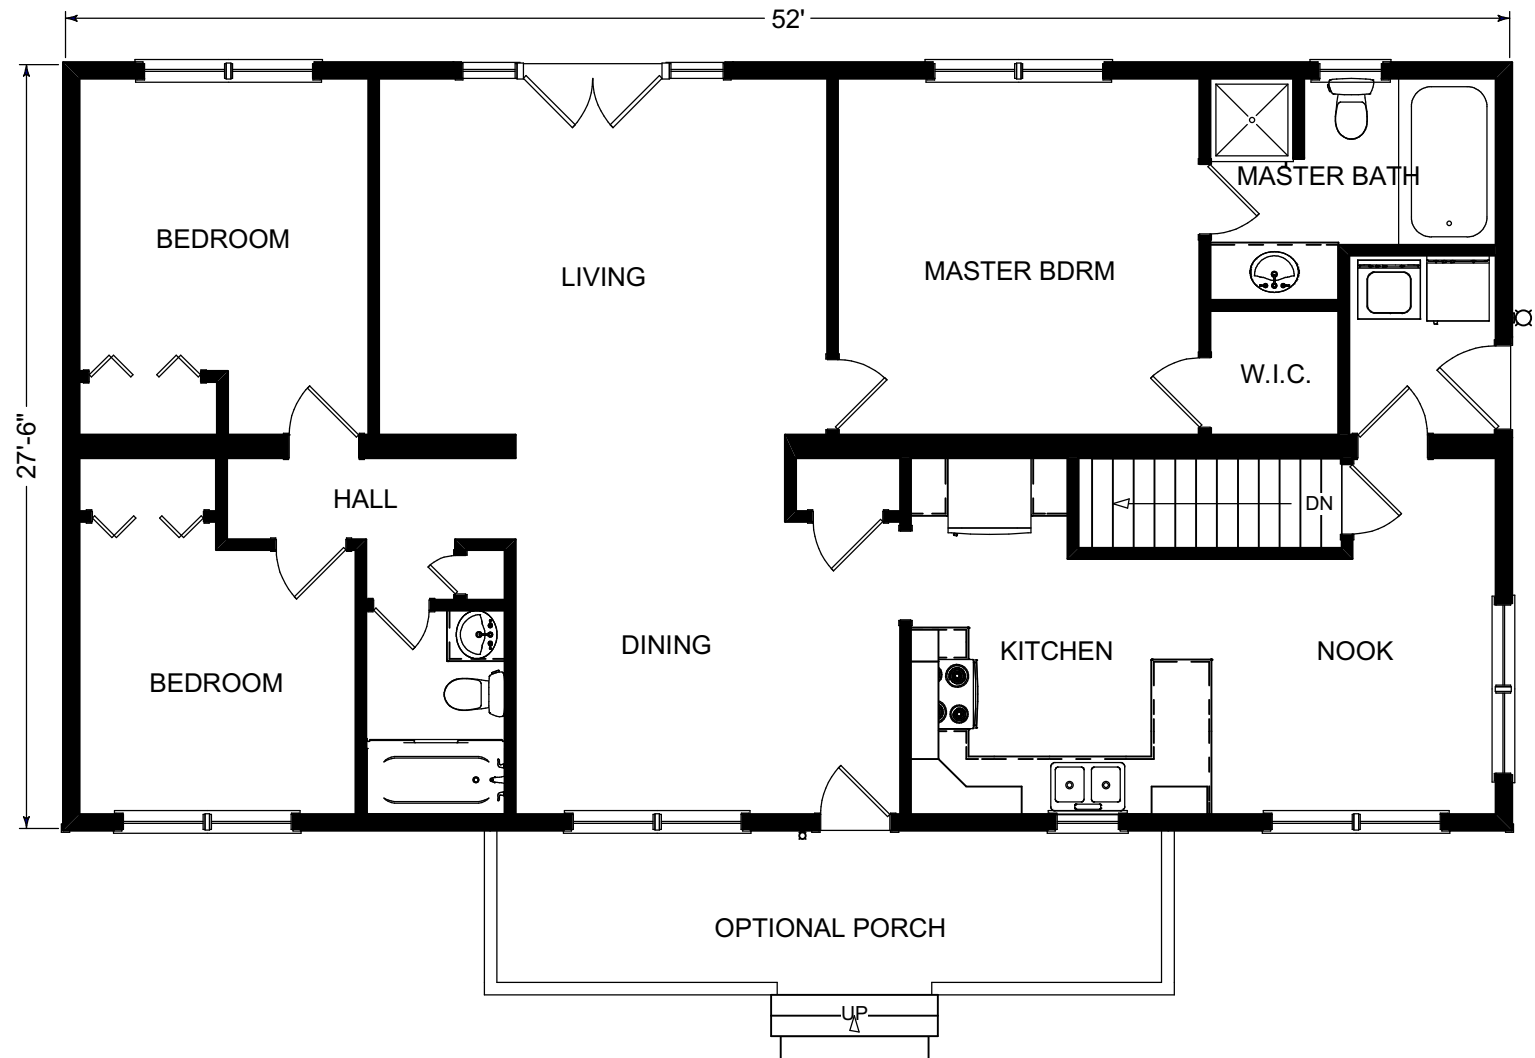 52'
27'-6"
MASTER BATH
BEDROOM
LIVING
MASTER BDRM
W.I.C.
HALL
DN
DINING
KITCHEN
NOOK
BEDROOM
OPTIONAL PORCH
UP